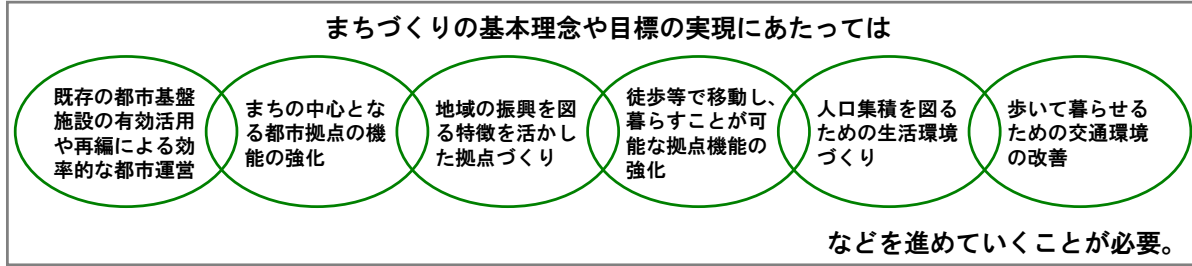 まちづくりの基本理念や目標の実現にあたっては
既存の都市基盤
施設の有効活用
や再編による効
率的な都市運営
まちの中心とな
る都市拠点の機
能の強化
地域の振興を図
る特徴を活かし
た拠点づくり
徒歩等で移動し、
暮らすことが可
能な拠点機能の
強化
人口集積を図る
ための生活環境
づくり
歩いて暮らせる
ための交通環境
の改善
などを進めていくことが必要。